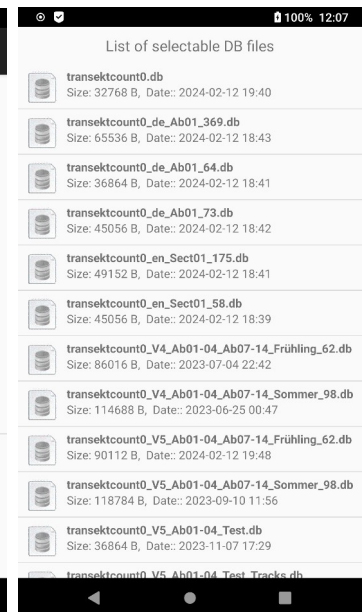 100% 12:07
List of selectable DB files
transektcount0.db
Size: 32768 B, Date:: 2024-02-12 19:40
transektcount0_de_Ab01_369.db
Size: 65536 B, Date:: 2024-02-12 18:43
transektcount0_de_Ab01_64.db
Size: 36864 B, Date:: 2024-02-12 18:41
transektcount0_de_Ab01_73.db
Size: 45056 B, Date:: 2024-02-12 18:42
transektcount0_en_Sect01_175.db
Size: 49152 B, Date:: 2024-02-12 18:41
transektcount0_en_Sect01_58.db
Size: 45056 B, Date:: 2024-02-12 18:39
transektcount0_V4_Ab01-04_Ab07-14_Frühling_62.db
Size: 86016 B, Date:: 2023-07-04 22:42
transektcount0_V4_Ab01-04_Ab07-14_Sommer_98.db
Size: 114688 B, Date:: 2023-06-25 00:47
transektcount0_V5_Ab01-04_Ab07-14_Frühling_62.db
Size: 90112 B, Date:: 2024-02-12 19:48
transektcount0_V5_Ab01-04_Ab07-14_Sommer_98.db
Size: 118784 B, Date:: 2023-09-10 11:56
transektcount0_V5_Ab01-04_Test.db
Size: 36864 B, Date:: 2023-11-07 17:29
transektcount0_V5_Ab01-04_Test_Tracks.db